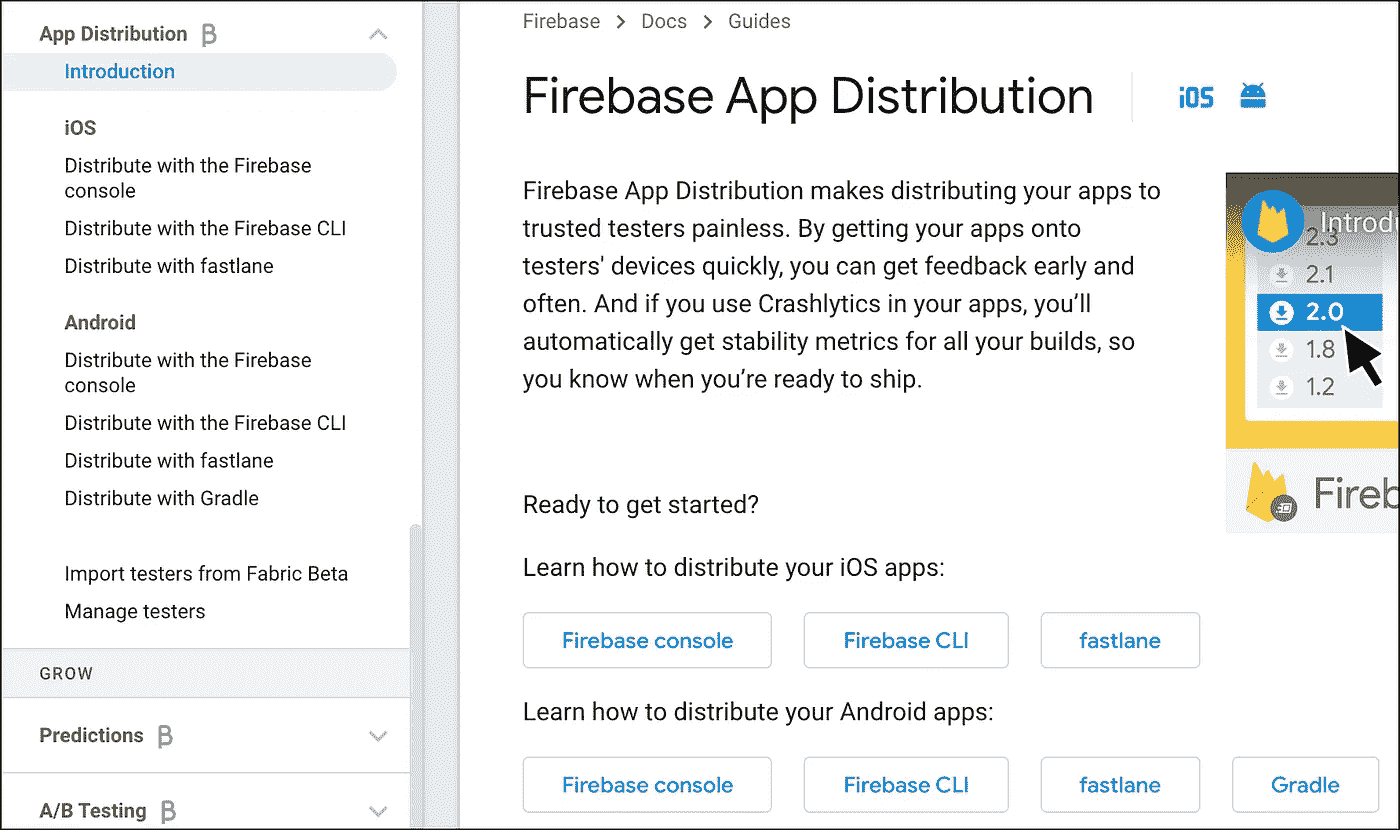 App Distribution β
Introduction
iOS
Distribute with the Firebase
console
Distribute with the Firebase CLI
Distribute with fastlane
Android
Distribute with the Firebase
console
Distribute with the Firebase CLI
Distribute with fastlane
Distribute with Gradle
Import testers from Fabric Beta
Manage testers
GROW
Predictions β
A/B Testing β
Firebase > Docs > Guides
Firebase App Distribution
iOS
Firebase App Distribution makes distributing your apps to
trusted testers painless. By getting your apps onto
testers' devices quickly, you can get feedback early and
often. And if you use Crashlytics in your apps, you’ll
automatically get stability metrics for all your builds, so
you know when you’re ready to ship.
Introdu
2.3
2.1
2.0
1.8
1.2
Fireb
Ready to get started?
Learn how to distribute your iOS apps:
Firebase console
Firebase CLI
fastlane
Learn how to distribute your Android apps:
Firebase console
Firebase CLI
fastlane
Gradle